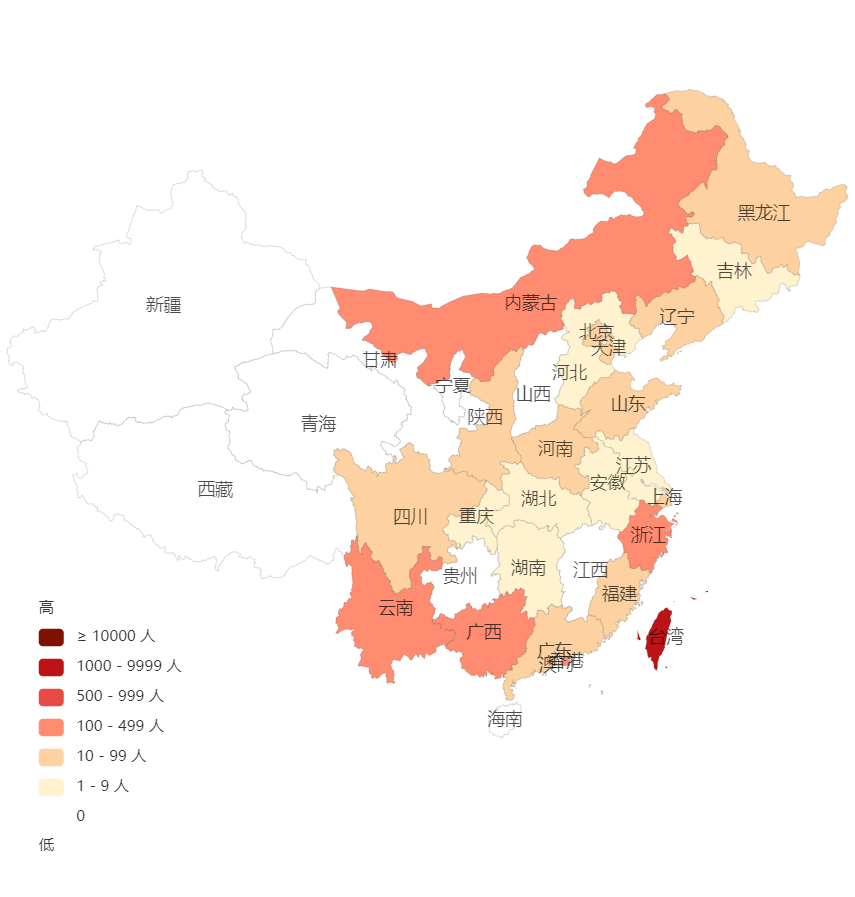 黑龙江
吉林
新疆
内蒙古
辽宁
北京
天津
甘肃
河北
宁夏
山西
山东
陕西
青海
河南
江苏
安徽
西藏
上海
湖北
四川
重庆
浙江
湖南
江西
贵州
福建
云南
广西
台湾
广东
香港
澳门
海南
高
≥ 10000 人
1000 - 9999 人
500 - 999 人
100 - 499 人
10 - 99 人
1 - 9 人
0
低